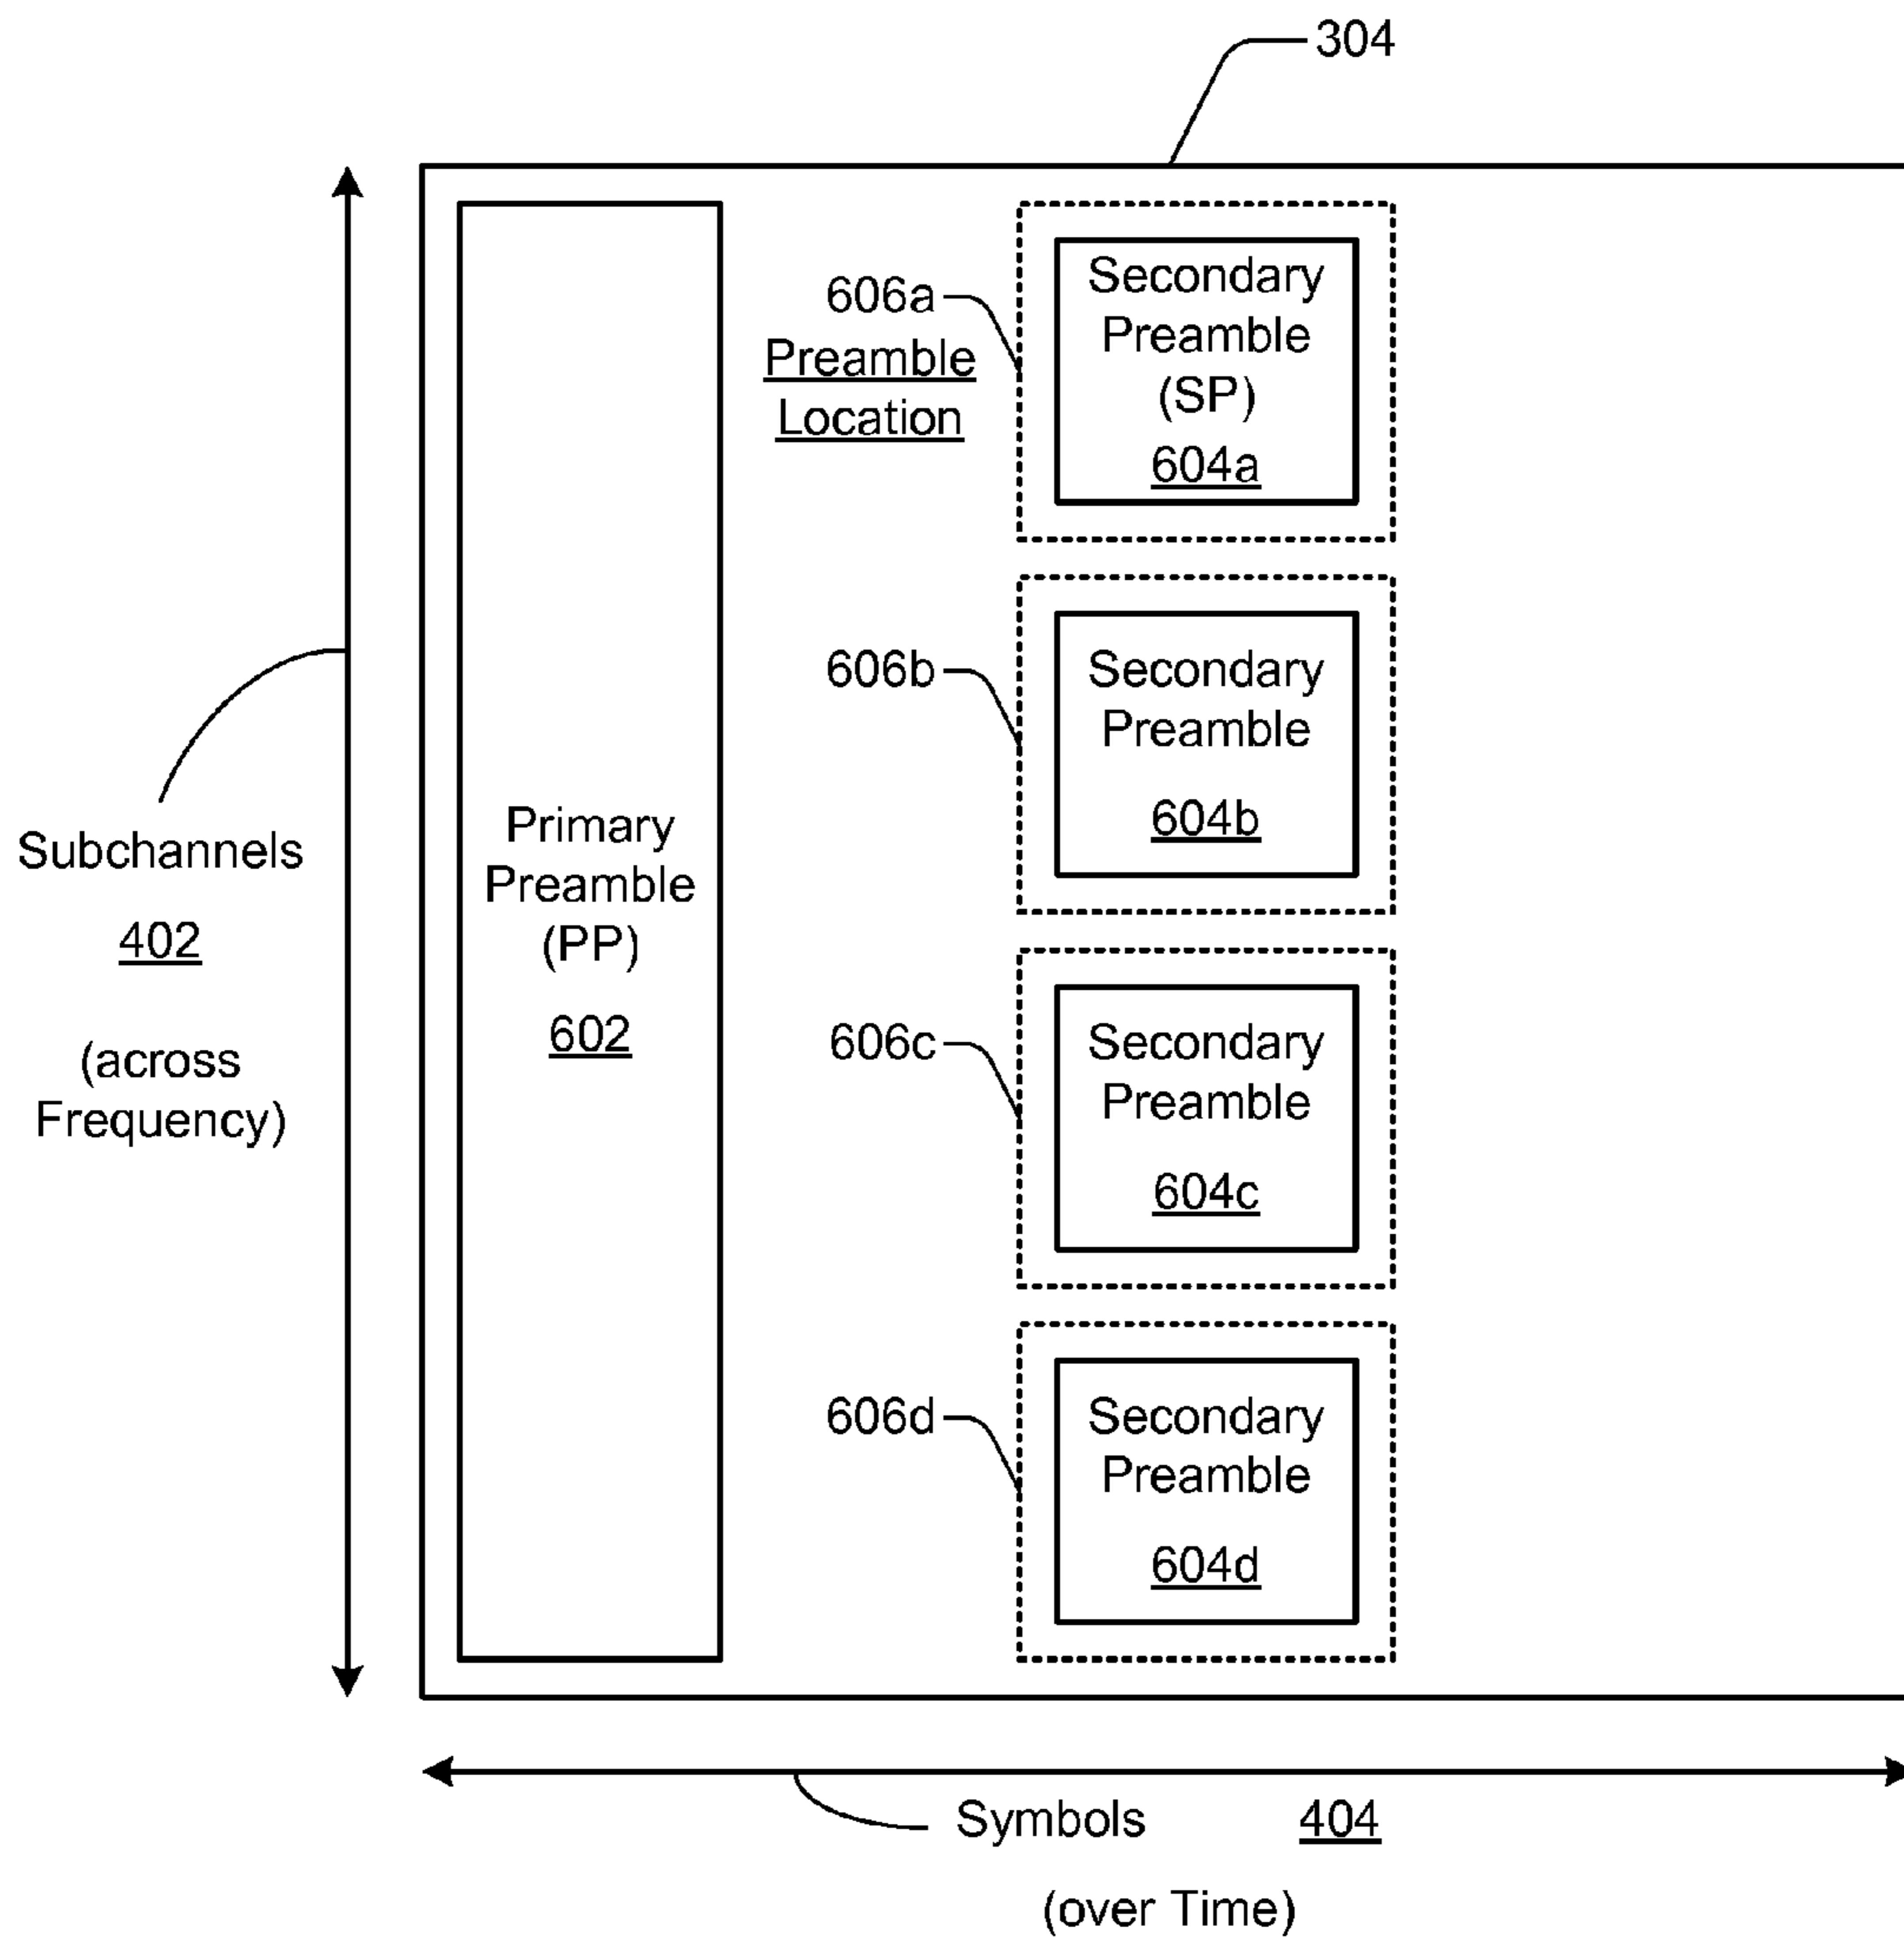 304
606a
Preamble
Location
Secondary
Preamble
(SP)
604a
606b
Secondary
Preamble
604b
Subchannels
402
(across
Frequency)
Primary
Preamble
(PP)
602
606c
Secondary
Preamble
604c
606d
Secondary
Preamble
604d
Symbols 404
(over Time)